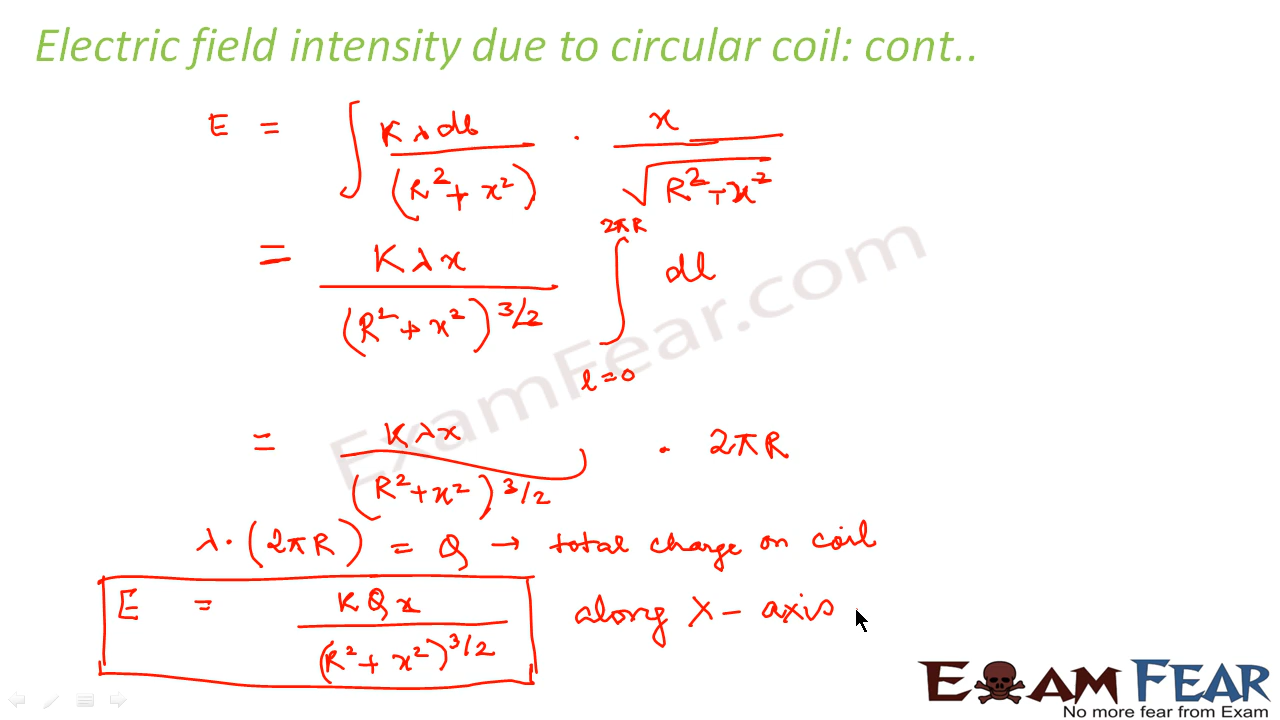 Electric field intensity due to circular coil: cont..
E = ∫ Kλdl / (R² + x²) · x / √(R² + x²)
= Kλx / (R² + x²)^3/2 ∫_{l=0}^{2πR} dl
= Kλx / (R² + x²)^3/2 · 2πR
λ · (2πR) = Q → total charge on coil
E = KQx / (R² + x²)^3/2 along X - axis
ExamFear.com
EXAM FEAR
No more fear from Exam